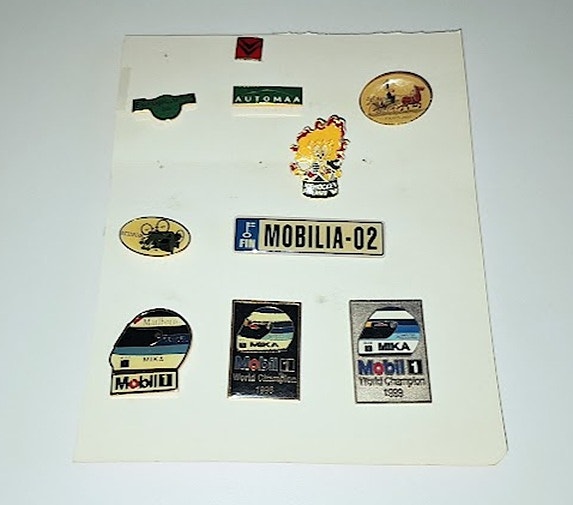 AUTOMAA
FIN
MOBILIA-02
Marlboro
MIKA
Mobil 1
MIKA
Mobil 1
World Champion
1998
MIKA
Mobil 1
World Champion
1999